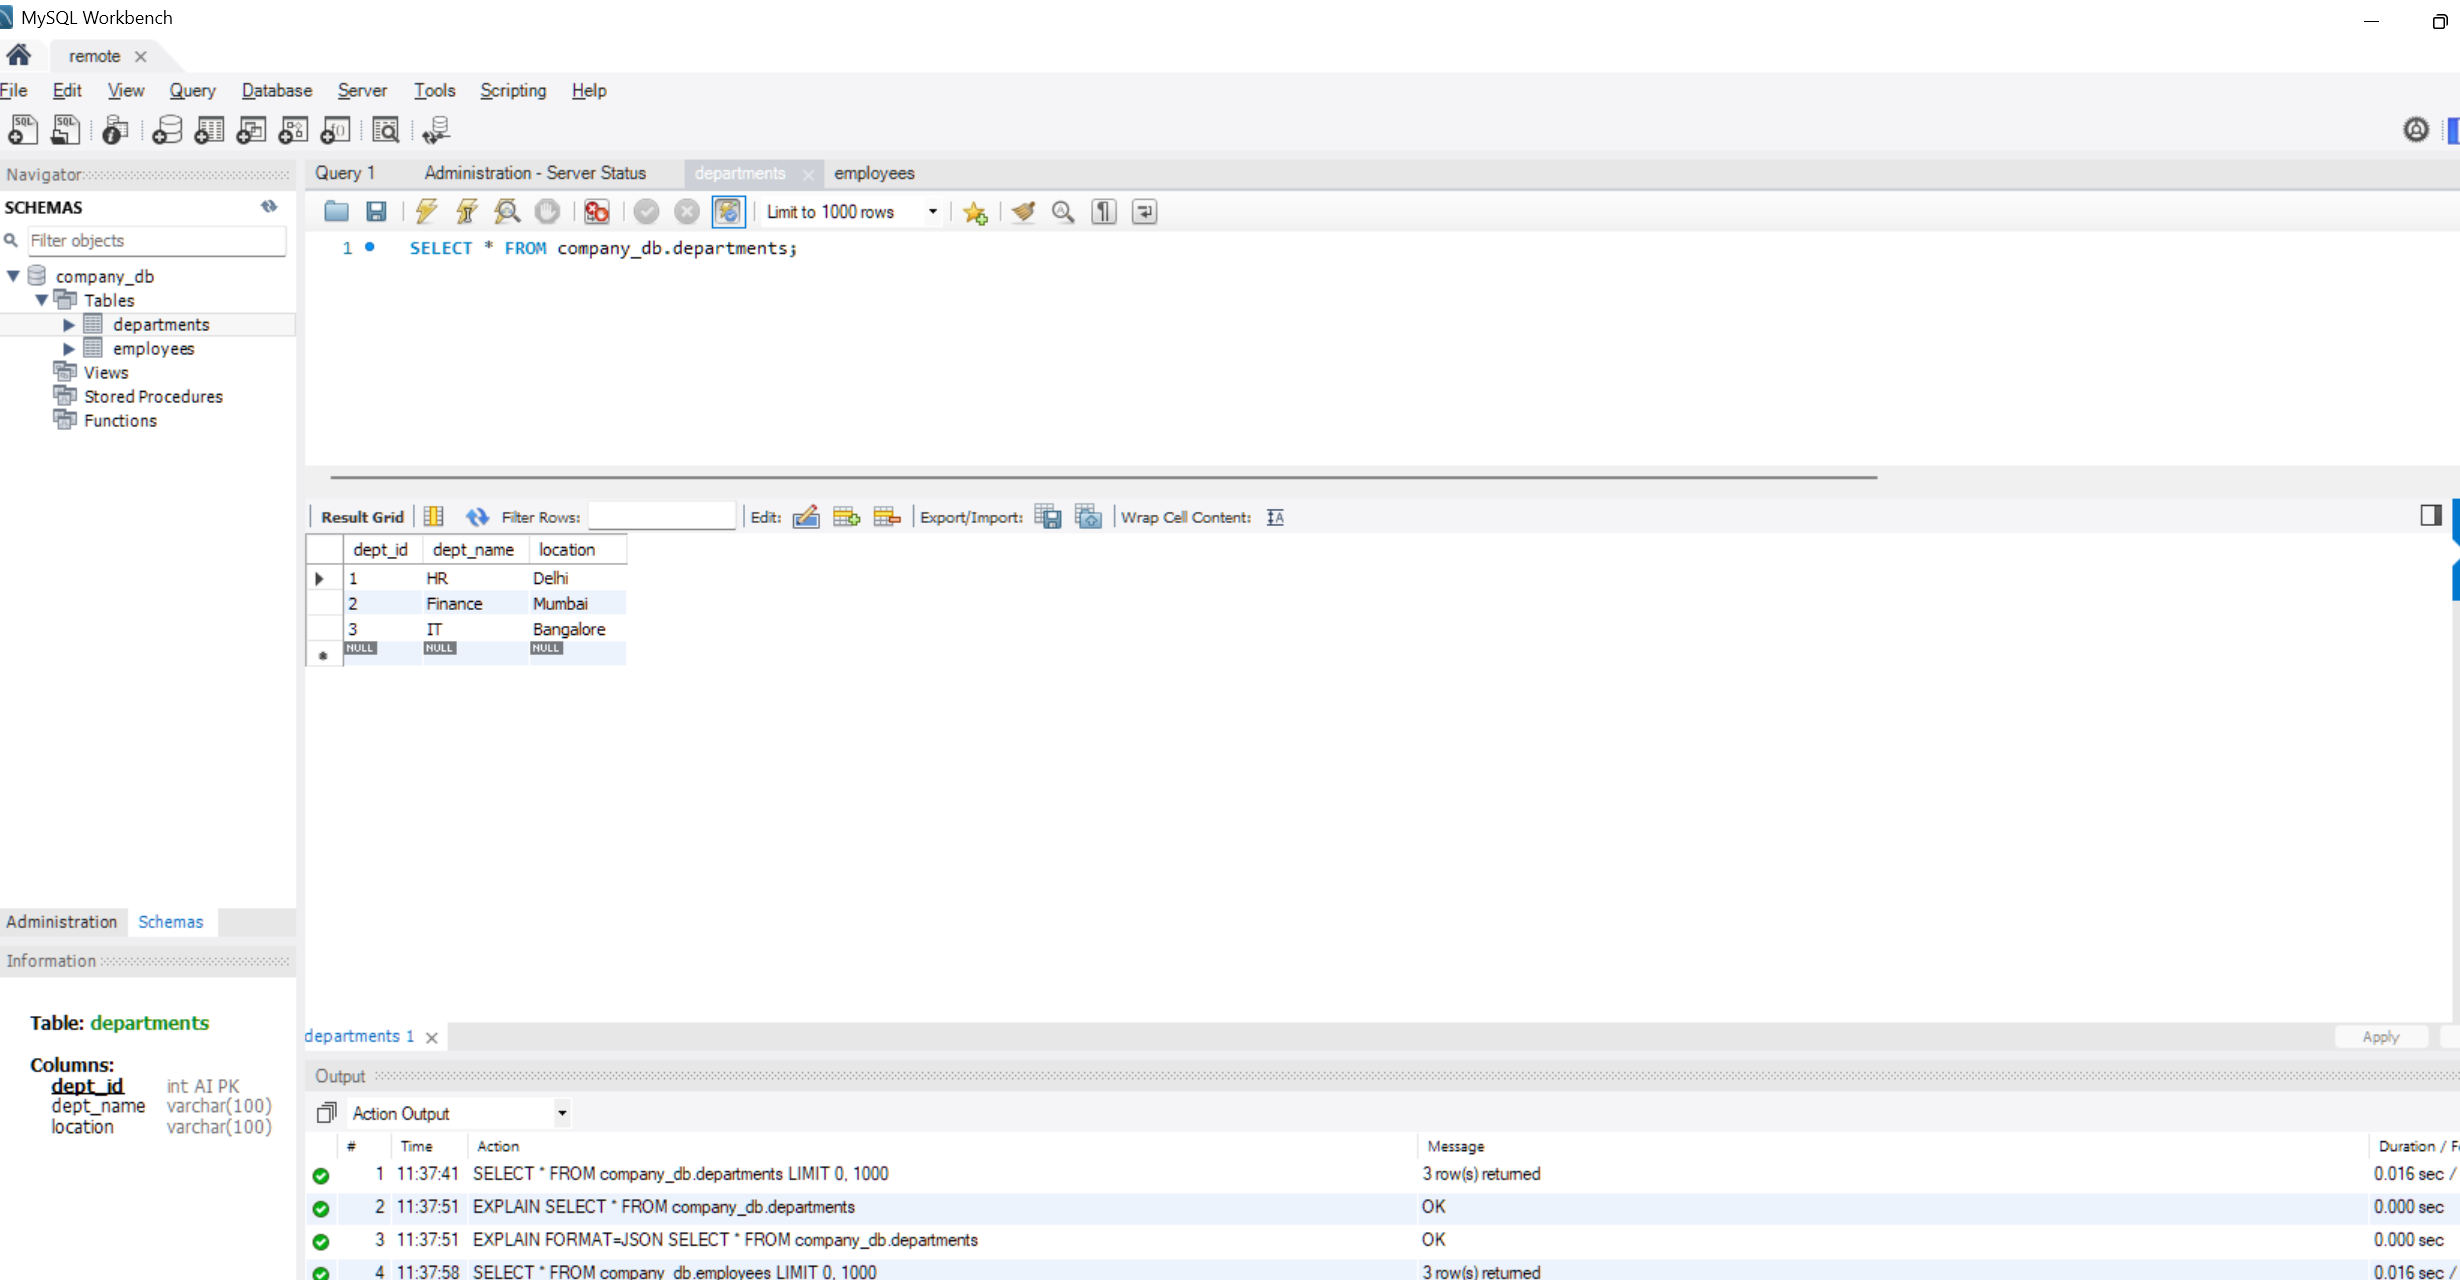 MySQL Workbench
remote
File Edit View Query Database Server Tools Scripting Help
Navigator
SCHEMAS
Filter objects
company_db
Tables
departments
employees
Views
Stored Procedures
Functions
Administration Schemas
Information
Table: departments
Columns:
dept_id int AI PK
dept_name varchar(100)
location varchar(100)
Query 1 Administration - Server Status departments employees
Limit to 1000 rows
1 SELECT * FROM company_db.departments;
Result Grid Filter Rows: Edit: Export/Import: Wrap Cell Content:
dept_id dept_name location
1 HR Delhi
2 Finance Mumbai
3 IT Bangalore
NULL NULL NULL
departments 1 Apply
Output
Action Output
# Time Action Message Duration / F
1 11:37:41 SELECT * FROM company_db.departments LIMIT 0, 1000 3 row(s) returned 0.016 sec /
2 11:37:51 EXPLAIN SELECT * FROM company_db.departments OK 0.000 sec
3 11:37:51 EXPLAIN FORMAT=JSON SELECT * FROM company_db.departments OK 0.000 sec
4 11:37:58 SELECT * FROM company_db.employees LIMIT 0, 1000 3 row(s) returned 0.016 sec /